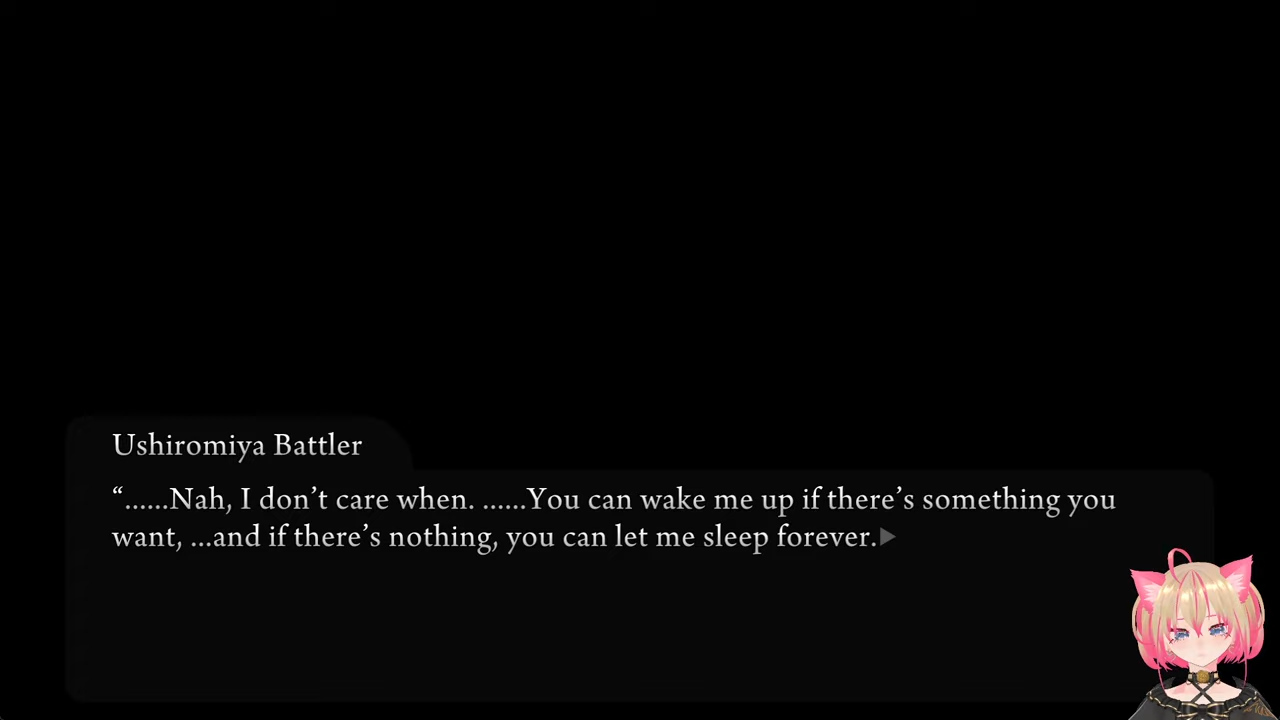 Ushiromiya Battler
“......Nah, I don’t care when. ......You can wake me up if there’s something you
want, ...and if there’s nothing, you can let me sleep forever.